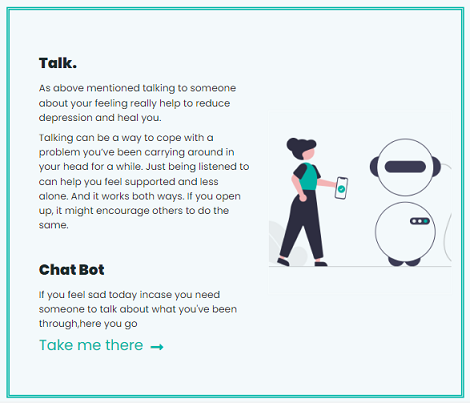 Talk.
As above mentioned talking to someone
about your feeling really help to reduce
depression and heal you.
Talking can be a way to cope with a
problem you've been carrying around in
your head for a while. Just being listened to
can help you feel supported and less
alone. And it works both ways. If you open
up, it might encourage others to do the
same.
Chat Bot
If you feel sad today incase you need
someone to talk about what you've been
through,here you go
Take me there →